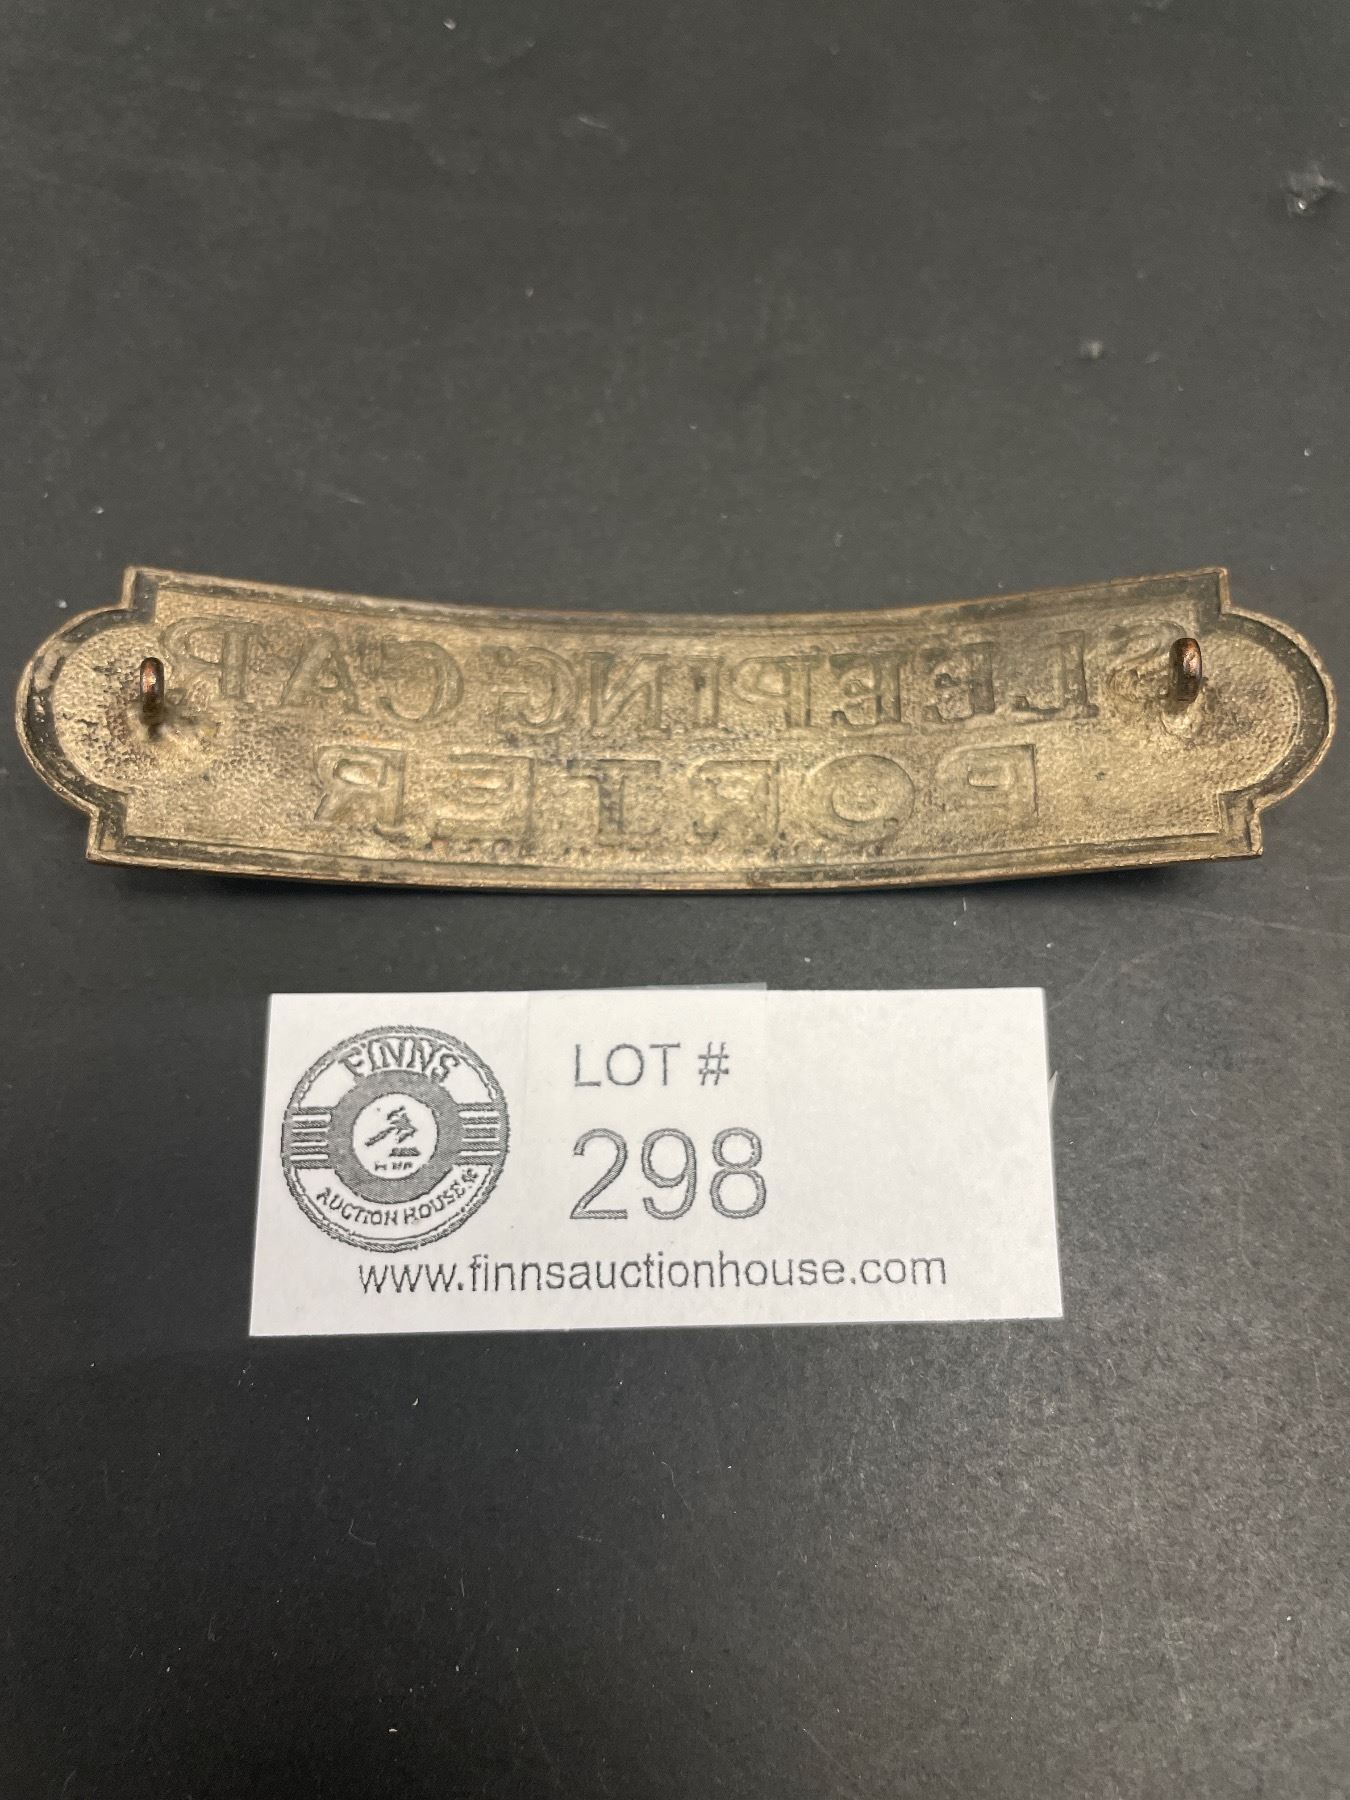 SLEEPING CAR
PORTER
FINNS
AUCTION HOUSE
LOT #
298
www.finnsauctionhouse.com